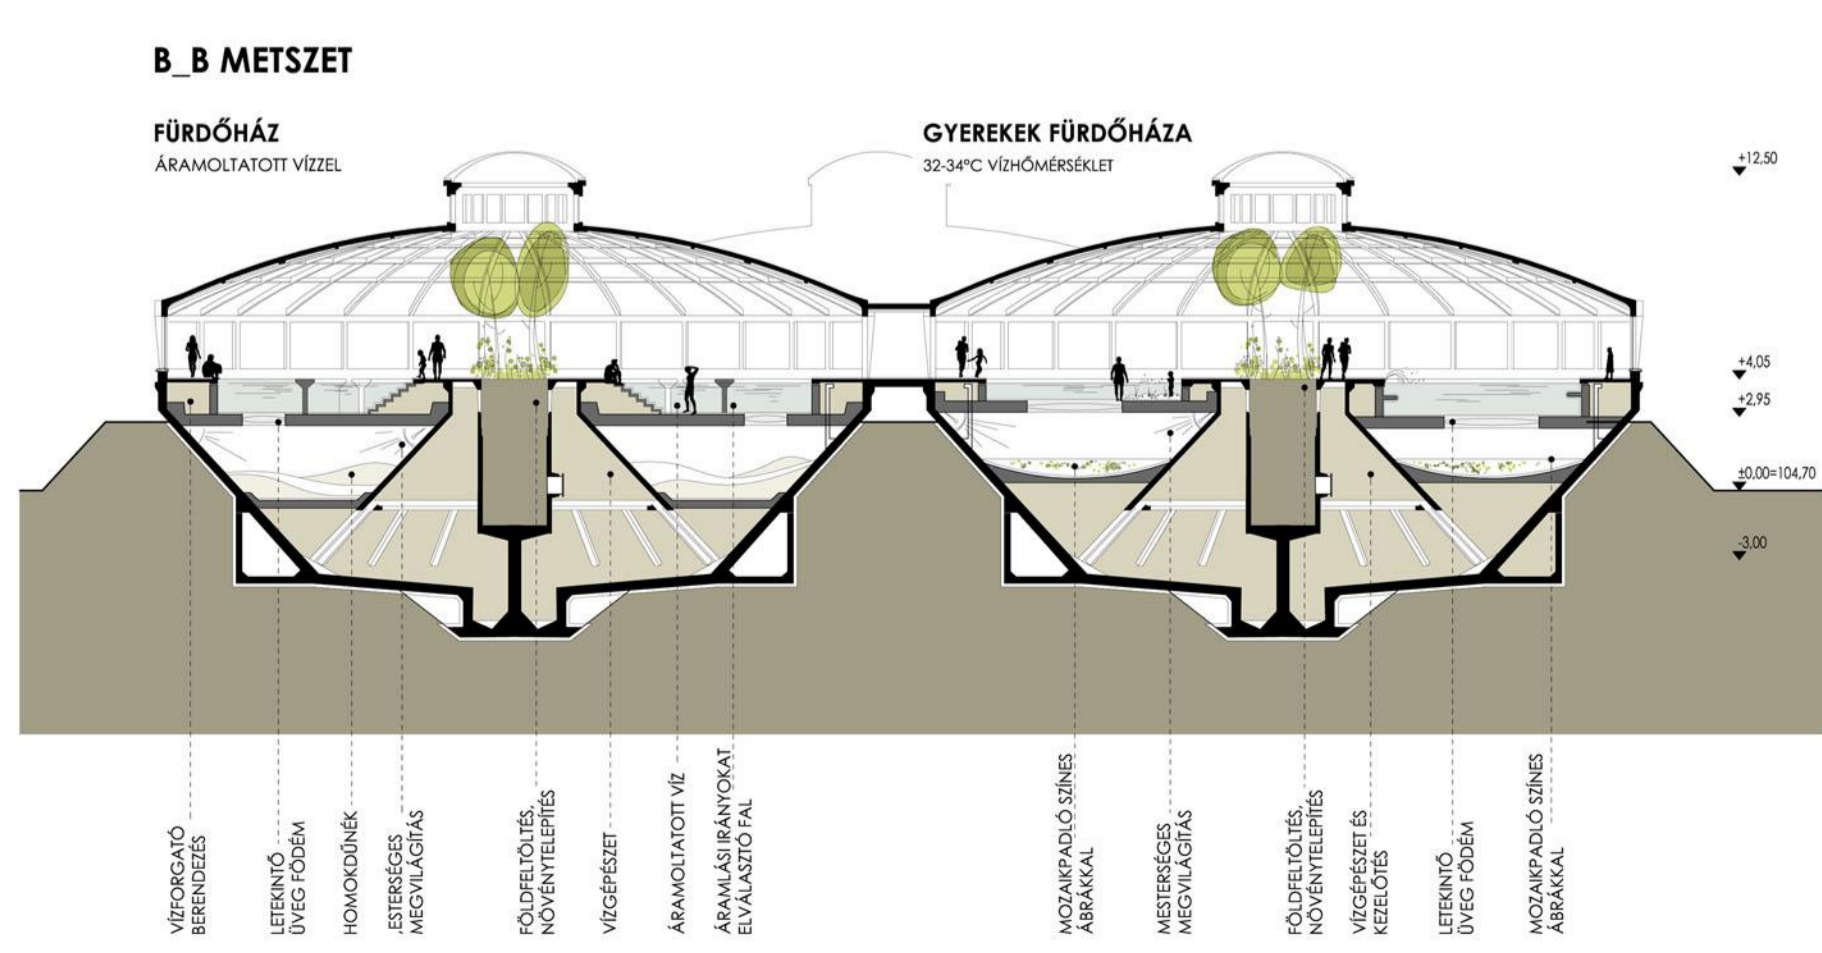 B_B METSZET
FÜRDŐHÁZ
ÁRAMOLTATOTT VÍZZEL
GYEREKEK FÜRDŐHÁZA
32-34°C VÍZHŐMÉRSÉKLET
+12,50
+4,05
+2,95
±0,00=104,70
-3,00
VÍZFORGATÓ
BERENDEZÉS
LETEKINTŐ
ÜVEG FÖDÉM
HOMOKDŰNÉK
,ESTERSÉGES
MEGVILÁGÍTÁS
FÖLDFELTÖLTÉS,
NÖVÉNYTELEPÍTÉS
VÍZGÉPÉSZET
ÁRAMOLTATOTT VÍZ
ÁRAMLÁSI IRÁNYOKAT
ELVÁLASZTÓ FAL
MOZAIKPADLÓ SZÍNES
ÁBRÁKKAL
MESTERSÉGES
MEGVILÁGÍTÁS
FÖLDFELTÖLTÉS,
NÖVÉNYTELEPÍTÉS
VÍZGÉPÉSZET ÉS
KEZELŐTÉS
LETEKINTŐ
ÜVEG FÖDÉM
MOZAIKPADLÓ SZÍNES
ÁBRÁKKAL